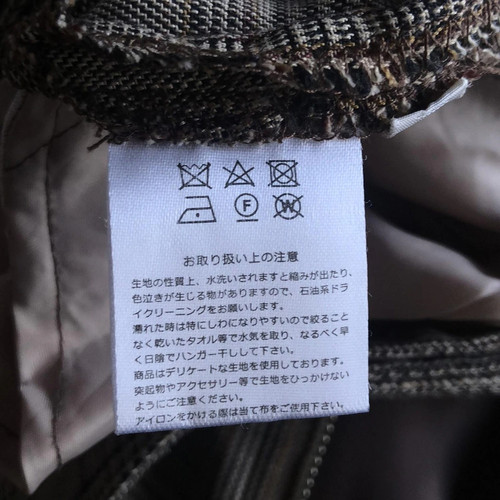 F W
お取り扱い上の注意
生地の性質上、水洗いされますと縮みが出たり、
色泣きが生じる物がありますので、石油系ドラ
イクリーニングをお願いします。
濡れた時は特にしわになりやすいので絞ること
なく乾いたタオル等で水気を取り、なるべく早
く日陰でハンガー干しして下さい。
商品はデリケートな生地を使用しております。
突起物やアクセサリー等で生地をひっかけない
ようにご注意ください。
アイロンをかける際は当て布をご使用下さい。